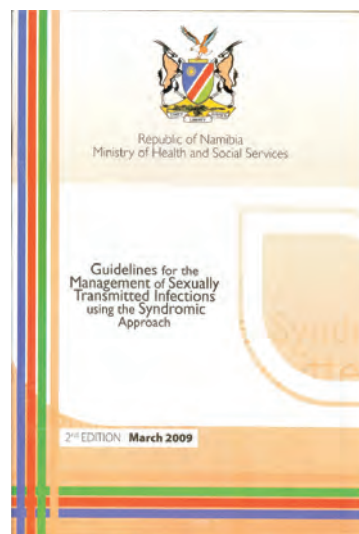 Republic of Namibia
Ministry of Health and Social Services
Guidelines for the
Management of Sexually
Transmitted Infections
using the Syndromic
Approach
2nd EDITION March 2009